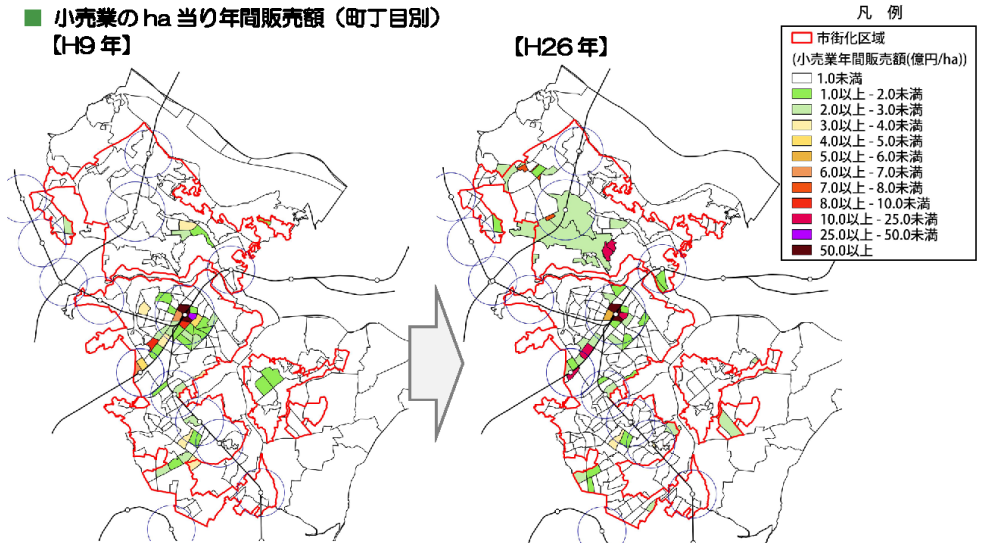 ■ 小売業のha当り年間販売額（町丁目別）
【H9年】
【H26年】
凡 例
市街化区域
(小売業年間販売額(億円/ha))
1.0未満
1.0以上 - 2.0未満
2.0以上 - 3.0未満
3.0以上 - 4.0未満
4.0以上 - 5.0未満
5.0以上 - 6.0未満
6.0以上 - 7.0未満
7.0以上 - 8.0未満
8.0以上 - 10.0未満
10.0以上 - 25.0未満
25.0以上 - 50.0未満
50.0以上